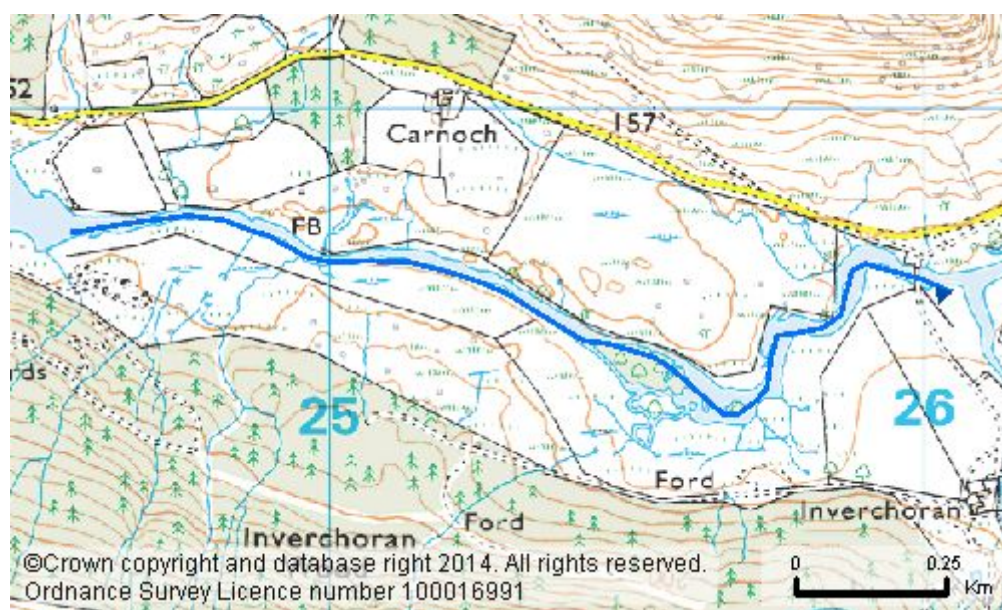 52
Carnoch
157
FB
ds
25
26
Ford
Inverchoran
Ford
Inverchoran
©Crown copyright and database right 2014. All rights reserved.
Ordnance Survey Licence number 100016991
0 0.25
Km